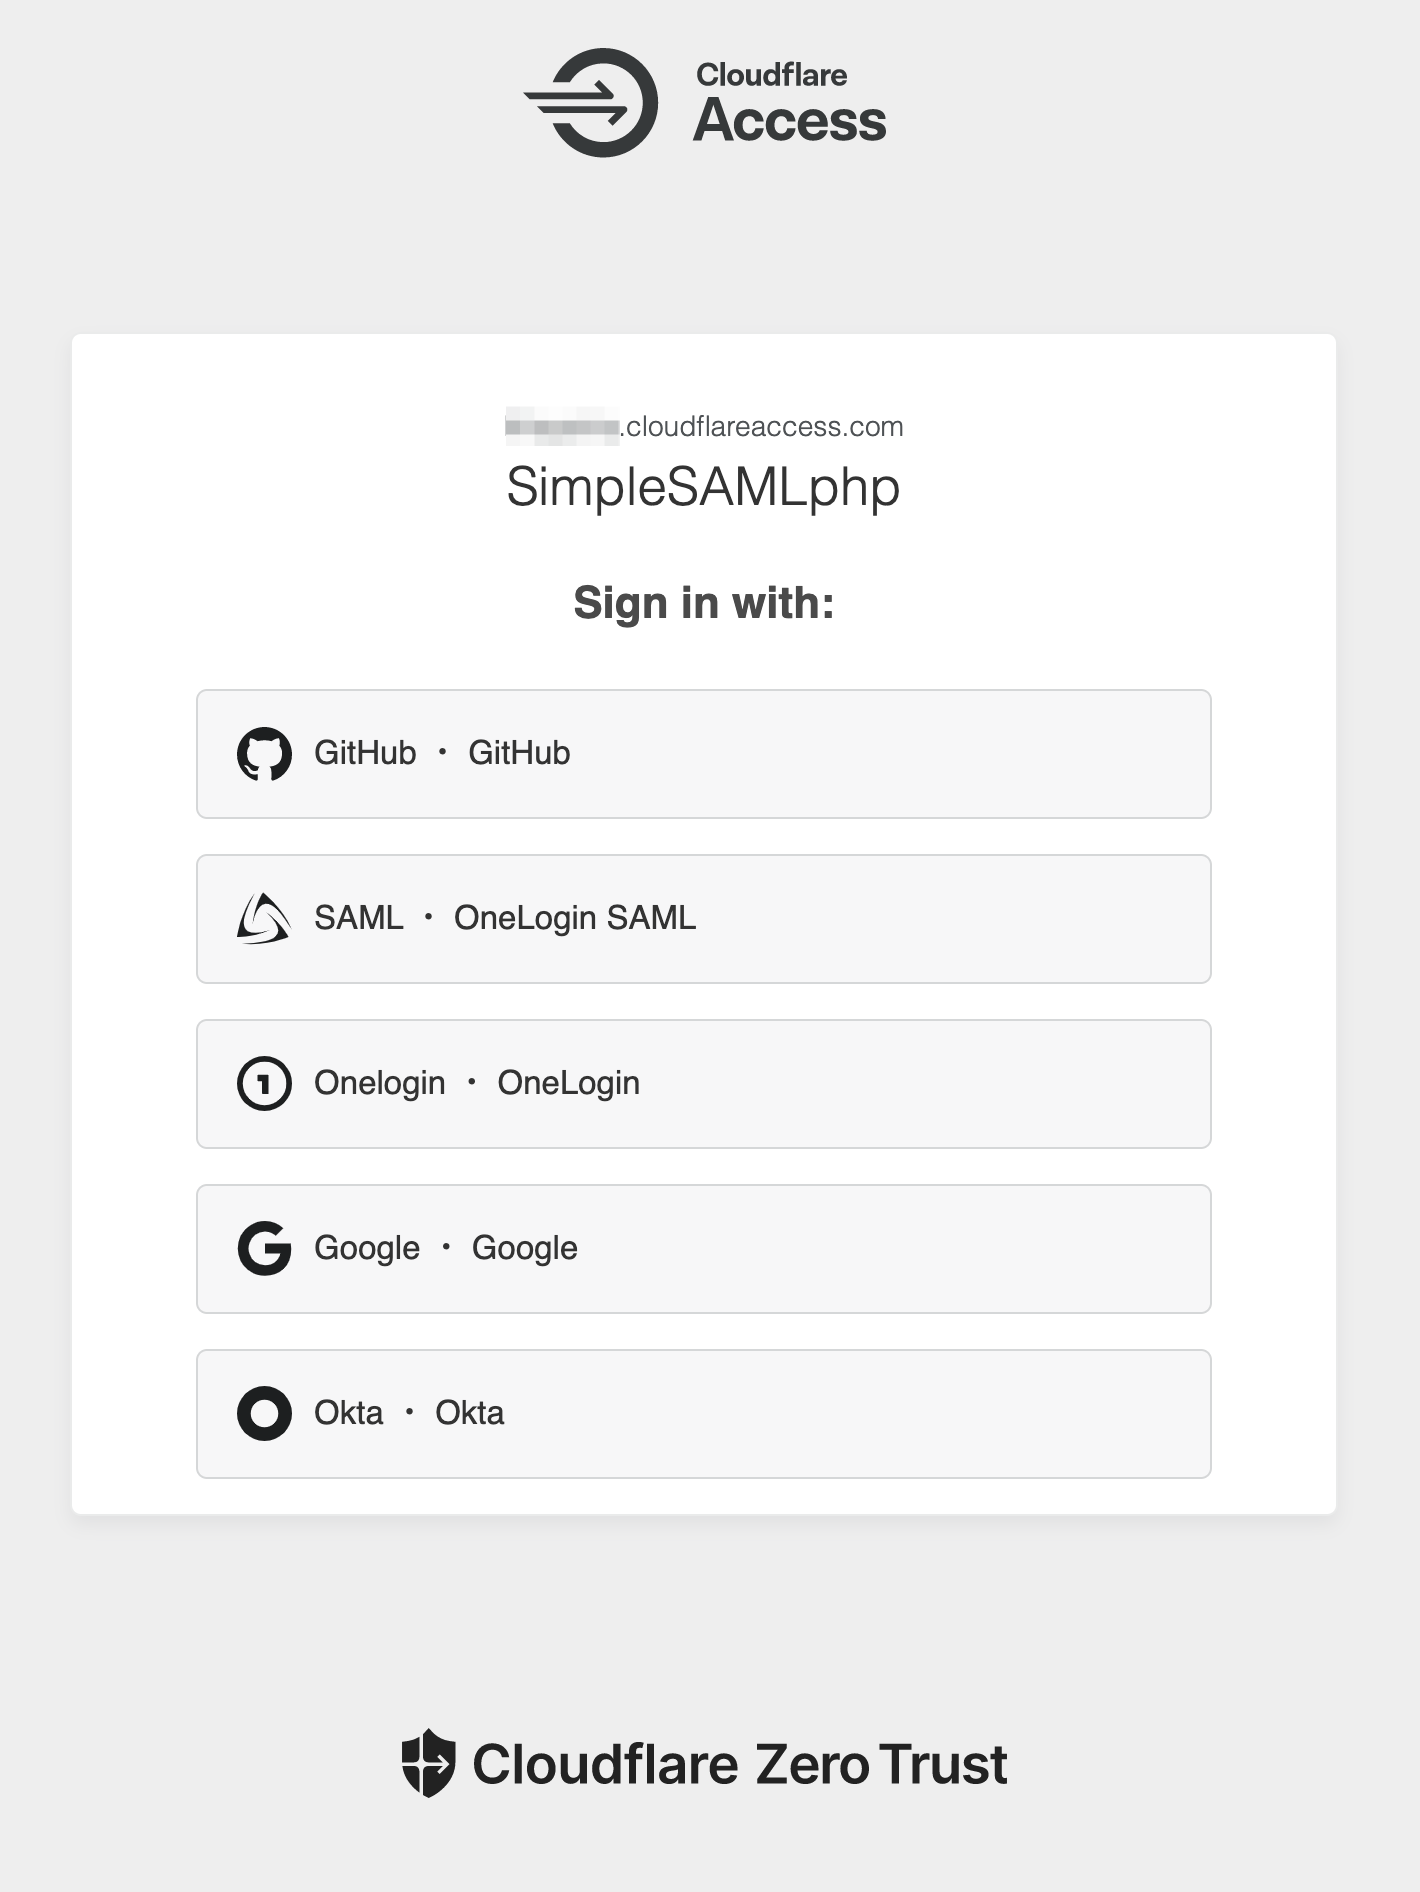 Cloudflare
Access
.cloudflareaccess.com
SimpleSAMLphp
Sign in with:
GitHub • GitHub
SAML • OneLogin SAML
Onelogin • OneLogin
Google • Google
Okta • Okta
Cloudflare Zero Trust